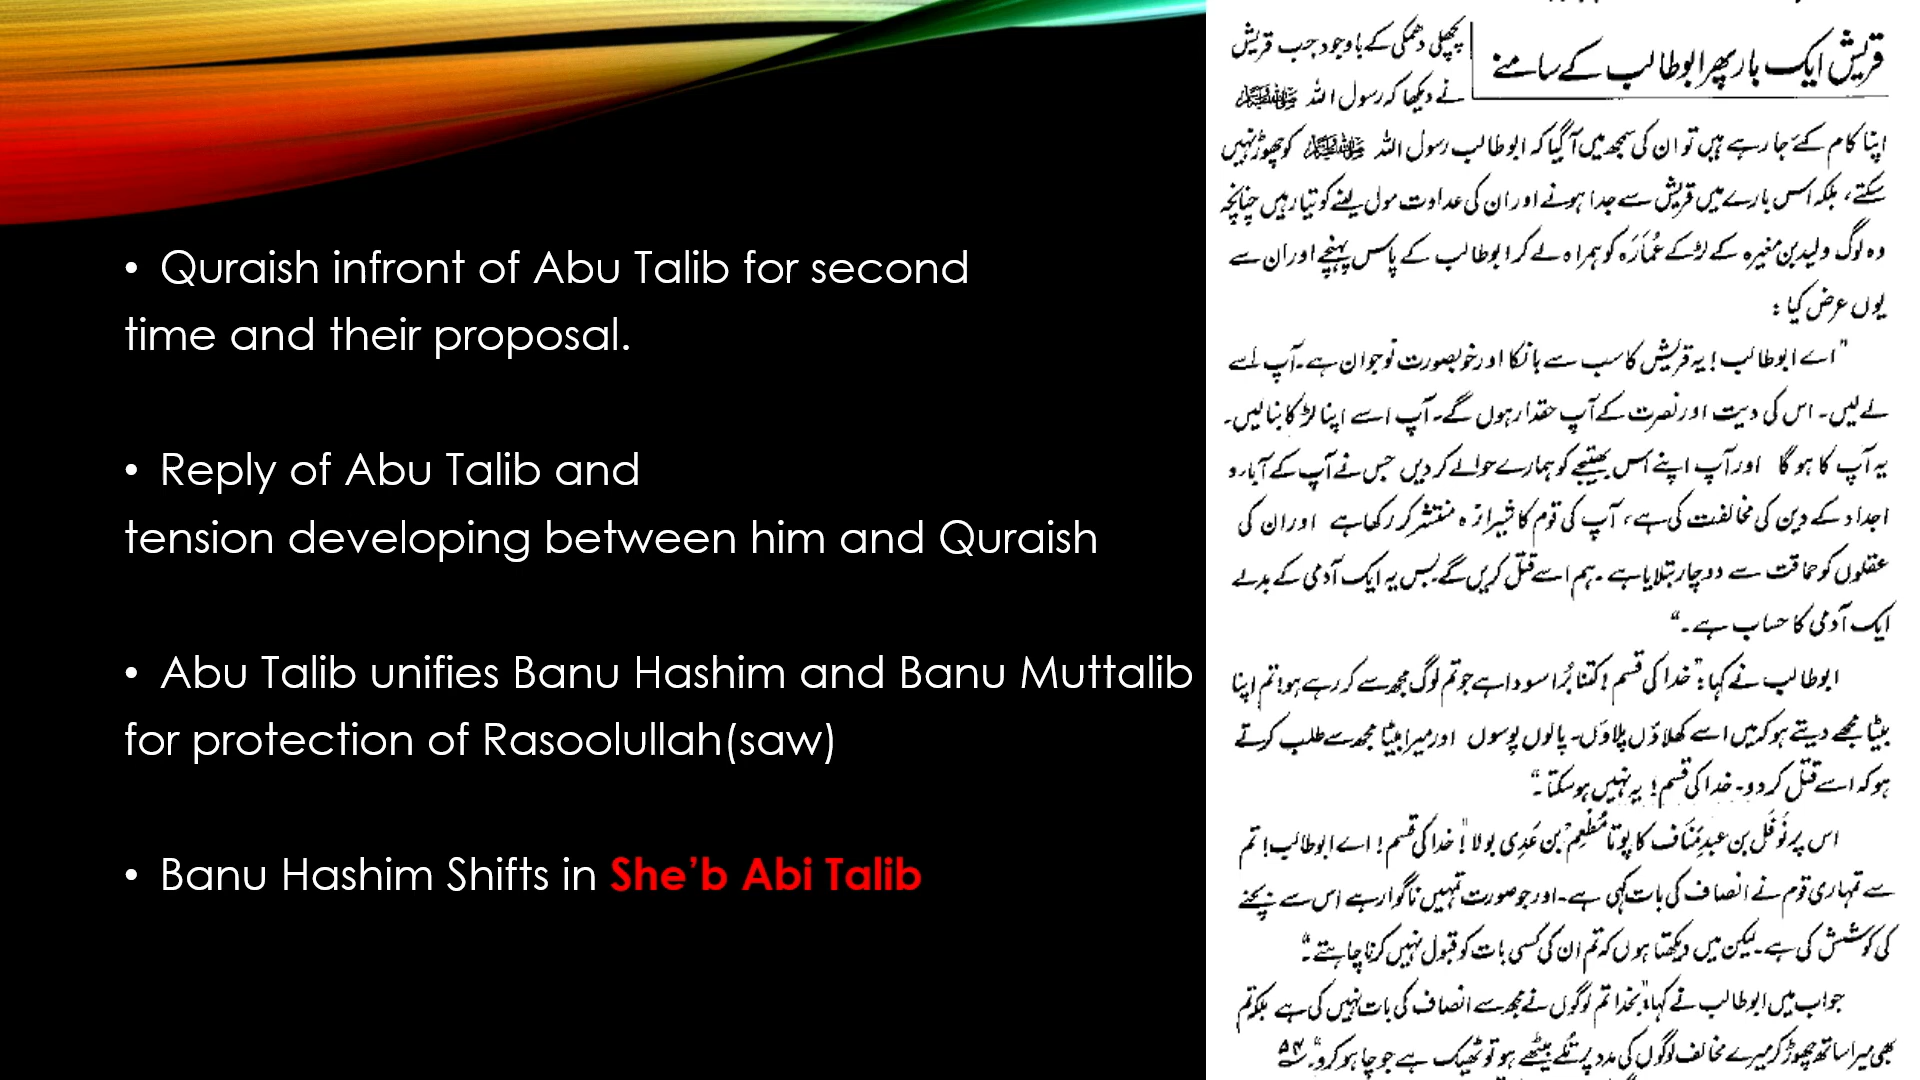 • Quraish infront of Abu Talib for second
time and their proposal.
• Reply of Abu Talib and
tension developing between him and Quraish
• Abu Talib unifies Banu Hashim and Banu Muttalib
for protection of Rasoolullah(saw)
• Banu Hashim Shifts in She’b Abi Talib
قریش ایک بار پھر ابوطالب کے سامنے
پچھلی دھمکی کے باوجود جب قریش
نے دیکھا کہ رسول اللہ ﷺ
اپنا کام کئے جا رہے ہیں تو ان کی سمجھ میں آگیا کہ ابوطالب رسول اللہ ﷺ کو چھوڑ نہیں
سکتے، بلکہ اس بارے میں قریش سے جدا ہونے اور ان کی عداوت مول لینے کو تیار ہیں چنانچہ
وہ لوگ ولید بن مغیرہ کے لڑکے عُمَارَہ کو ہمراہ لے کر ابوطالب کے پاس پہنچے اور ان سے
یوں عرض کیا :
"اے ابوطالب! یہ قریش کا سب سے بانکا اور خوبصورت نوجوان ہے۔ آپ اسے
لے لیں۔ اس کی دیت اور نصرت کے آپ حقدار ہوں گے۔ آپ اسے اپنا لڑکا بنا لیں۔
یہ آپ کا ہو گا اور آپ اپنے اس بھتیجے کو ہمارے حوالے کر دیں جس نے آپ کے آباء و
اجداد کے دین کی مخالفت کی ہے، آپ کی قوم کا شیرازہ منتشر کر رکھا ہے اور ان کی
عقلوں کو حماقت سے دوچار بتلایا ہے۔ ہم اسے قتل کریں گے بس یہ ایک آدمی کے بدلے
ایک آدمی کا حساب ہے۔"
ابوطالب نے کہا: "خدا کی قسم! کتنا بُرا سودا ہے جو تم لوگ مجھ سے کر رہے ہو! تم اپنا
بیٹا مجھے دیتے ہو کہ میں اسے کھلاؤں پلاؤں۔ پالوں پوسوں اور میرا بیٹا مجھ سے طلب کرتے
ہو کہ اسے قتل کر دو۔ خدا کی قسم! یہ نہیں ہو سکتا۔"
اس پر نَوفَل بن عبدِ مَنَاف کا پوتا مُطْعِم بن عَدِی بولا: "خدا کی قسم! اے ابوطالب! تم
سے تمہاری قوم نے انصاف کی بات کہی ہے۔ اور جو صورت تمہیں ناگوار ہے اس سے بچنے
کی کوشش کی ہے۔ لیکن میں دیکھتا ہوں کہ تم ان کی کسی بات کو قبول نہیں کرنا چاہتے۔"
جواب میں ابوطالب نے کہا: "بخدا تم لوگوں نے مجھ سے انصاف کی بات نہیں کی ہے بلکہ تم
بھی میرا ساتھ چھوڑ کر میرے مخالف لوگوں کی مدد پر تُلے بیٹھے ہو تو ٹھیک ہے جو چاہو کرو۔" ۵۴